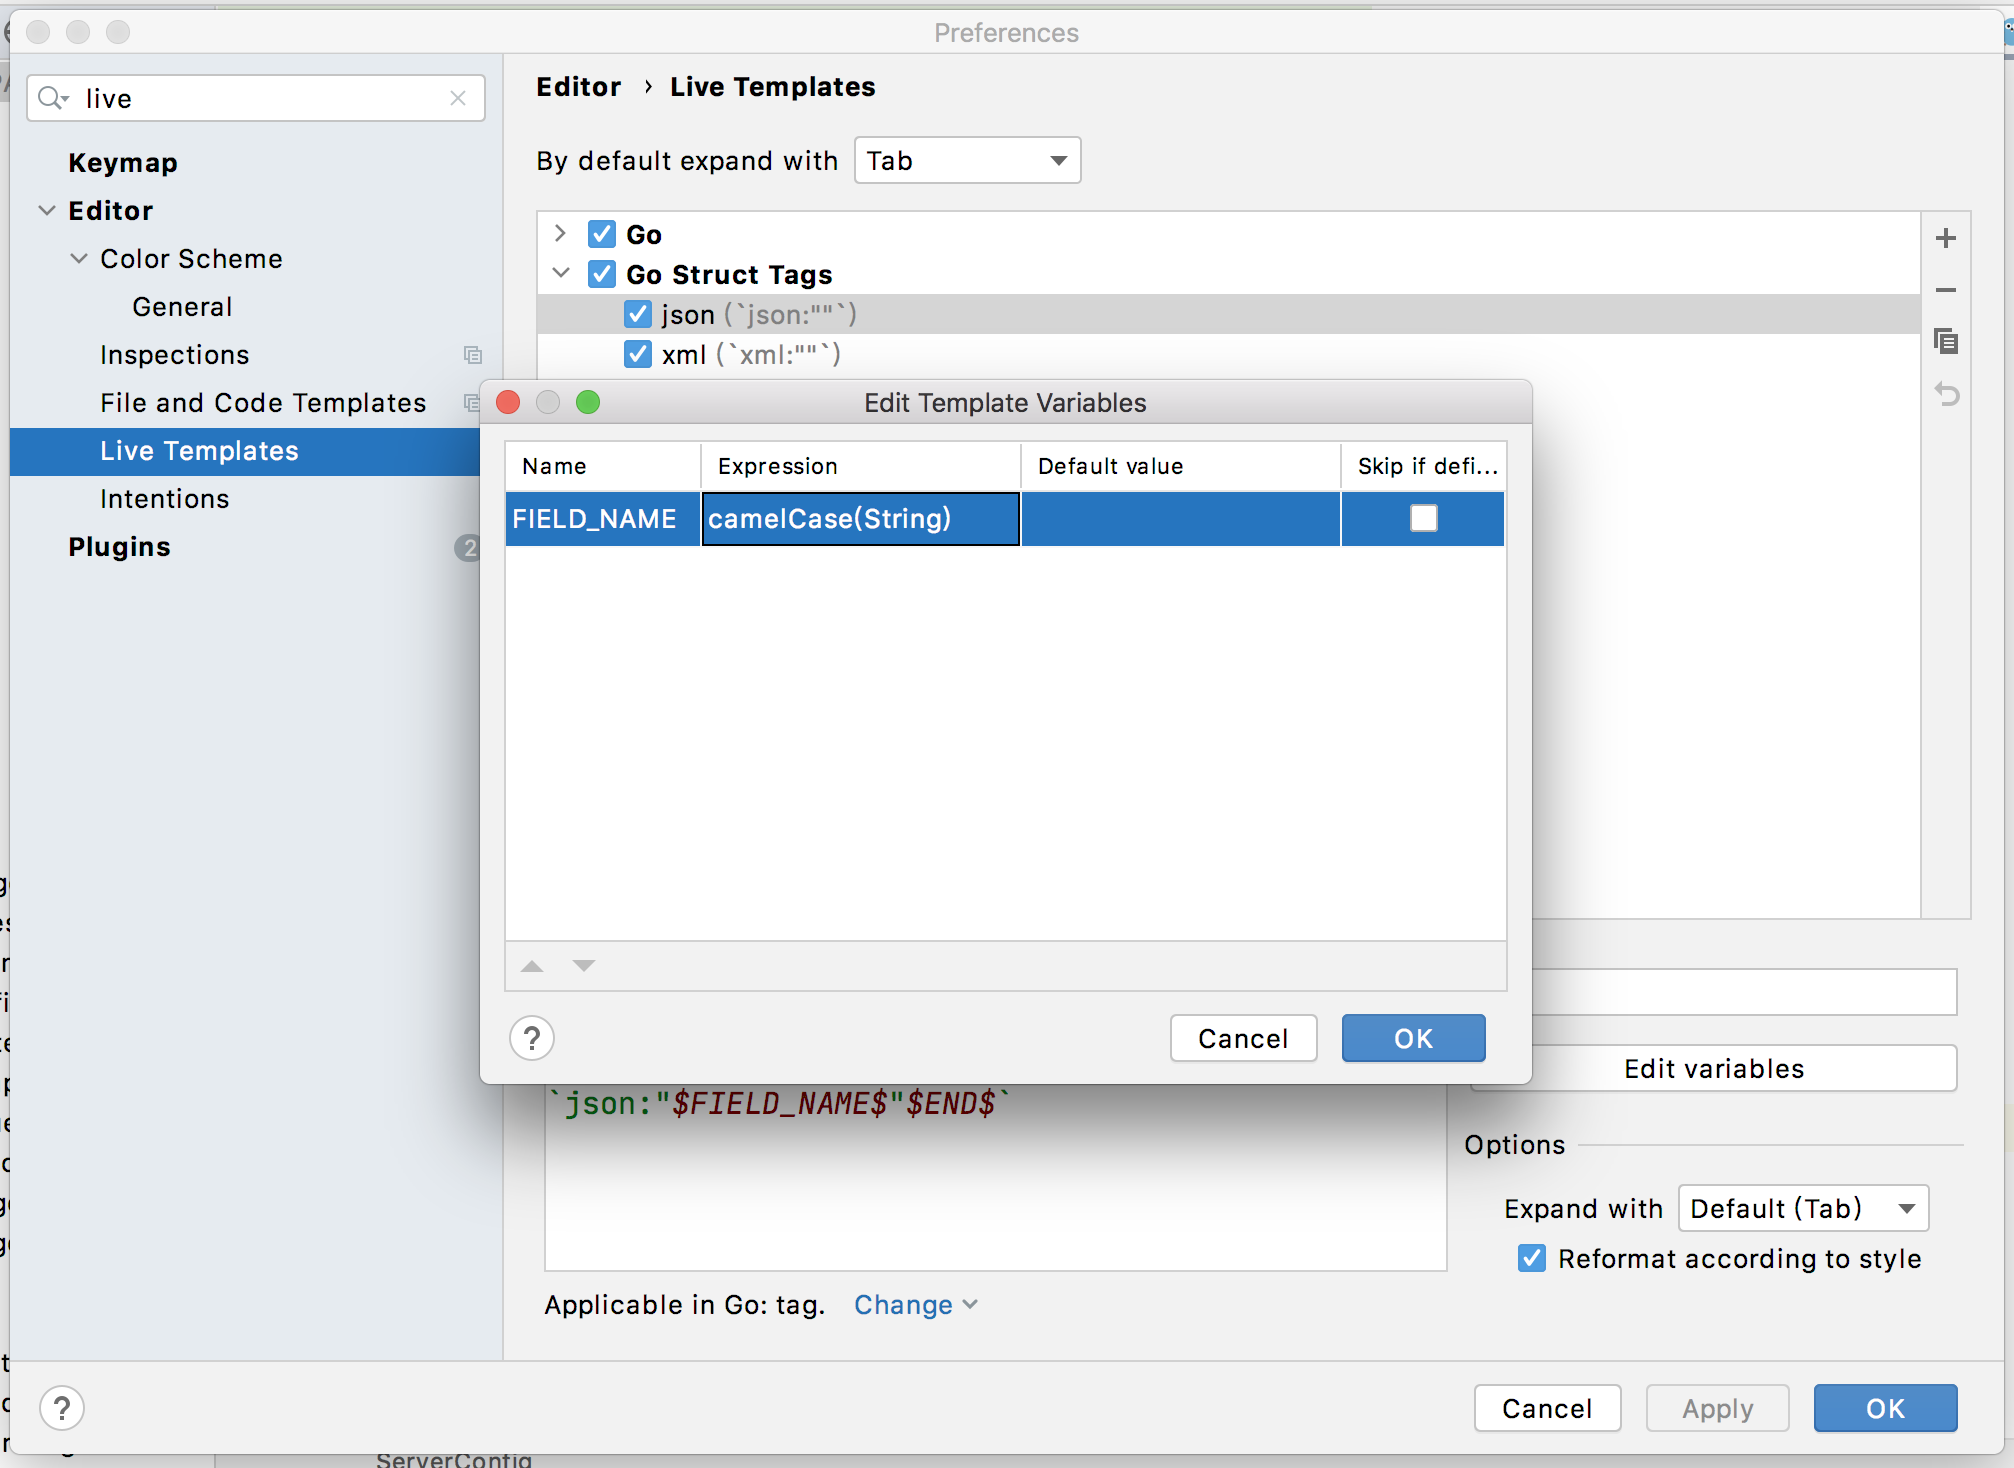 Preferences
live
Keymap
Editor
Color Scheme
General
Inspections
File and Code Templates
Live Templates
Intentions
Plugins
2
Editor › Live Templates
By default expand with Tab
Go
Go Struct Tags
json (`json:""`)
xml (`xml:""`)
Edit Template Variables
Name Expression Default value Skip if defi...
FIELD_NAME camelCase(String)
? Cancel OK
Edit variables
`json:"$FIELD_NAME$"$END$`
Options
Expand with Default (Tab)
Reformat according to style
Applicable in Go: tag. Change
? Cancel Apply OK
ServerConfig